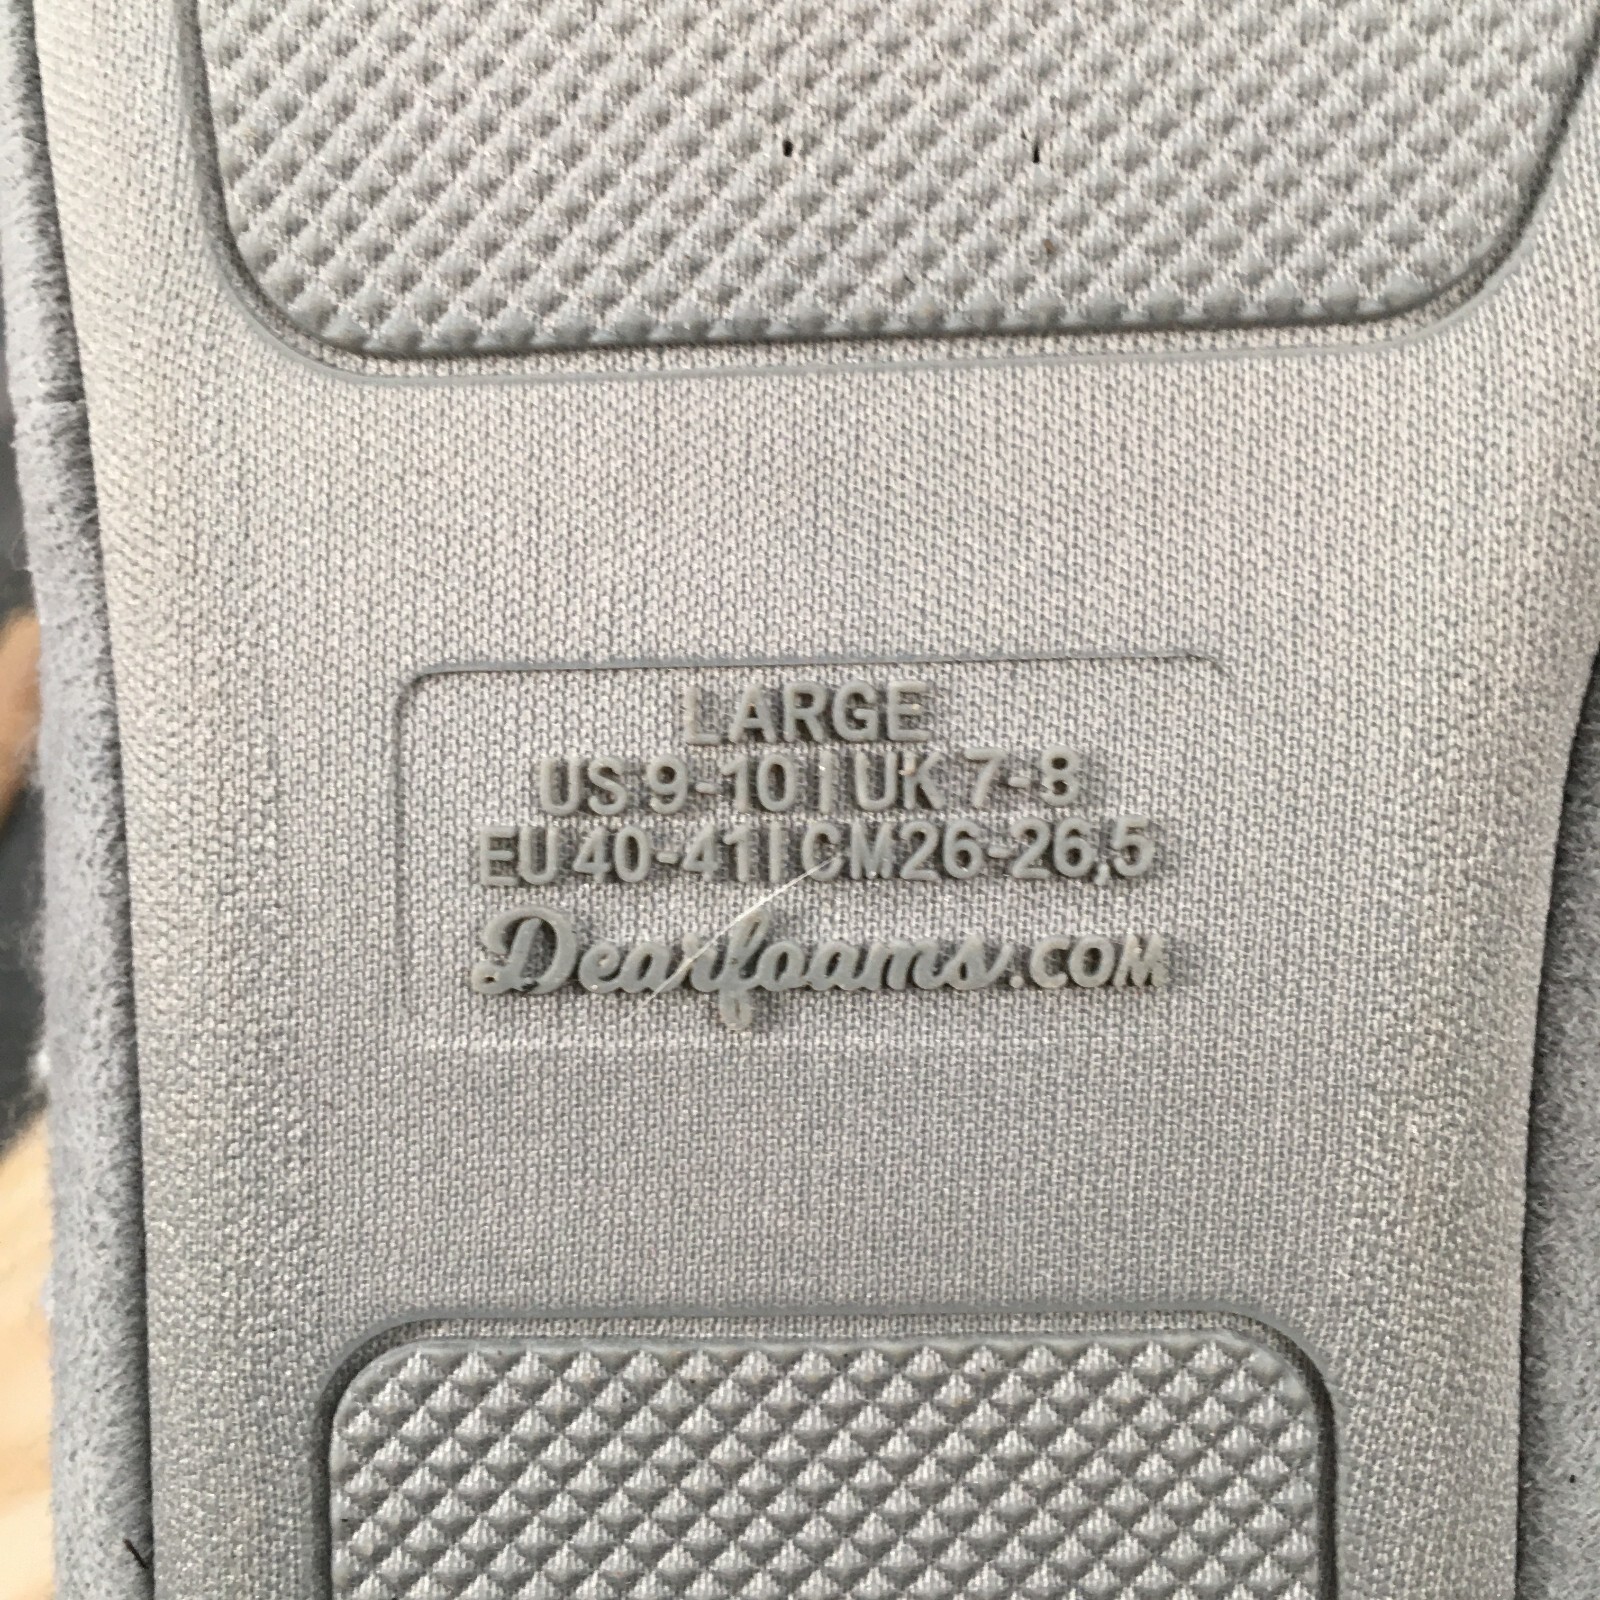 LARGE
US 9-10 | UK 7-8
EU 40-41 | CM26-26,5
Dearfoams.COM